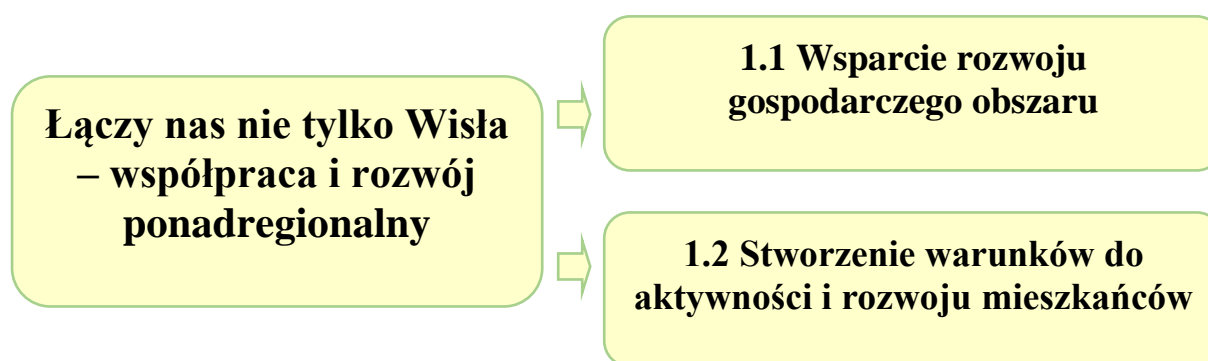 Łączy nas nie tylko Wisła
– współpraca i rozwój
ponadregionalny
1.1 Wsparcie rozwoju
gospodarczego obszaru
1.2 Stworzenie warunków do
aktywności i rozwoju mieszkańców